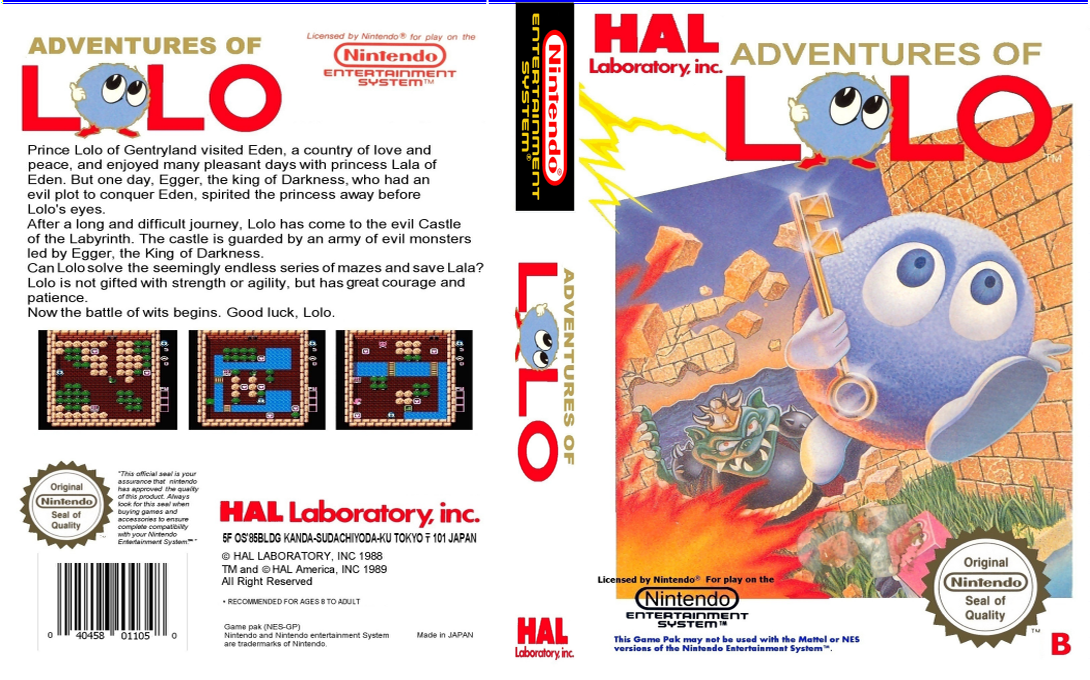 ADVENTURES OF
LOLO
Licensed by Nintendo® for play on the
Nintendo
ENTERTAINMENT
SYSTEM™
Prince Lolo of Gentryland visited Eden, a country of love and
peace, and enjoyed many pleasant days with princess Lala of
Eden. But one day, Egger, the king of Darkness, who had an
evil plot to conquer Eden, spirited the princess away before
Lolo's eyes.
After a long and difficult journey, Lolo has come to the evil Castle
of the Labyrinth. The castle is guarded by an army of evil monsters
led by Egger, the King of Darkness.
Can Lolo solve the seemingly endless series of mazes and save Lala?
Lolo is not gifted with strength or agility, but has great courage and
patience.
Now the battle of wits begins. Good luck, Lolo.
Original
Nintendo
Seal of
Quality
™
"This official seal is your
assurance that nintendo
has approved the quality
of this product. Always
look for this seal when
buying games and
accessories to ensure
complete compatibility
with your Nintendo
Entertainment System.™"
HAL Laboratory, inc.
5F OS'85BLDG KANDA-SUDACHIYODA-KU TOKYO 〒 101 JAPAN
© HAL LABORATORY, INC 1988
TM and © HAL America, INC 1989
All Right Reserved
• RECOMMENDED FOR AGES 8 TO ADULT
0 40458 01105 0
Game pak (NES-GP)
Nintendo and Nintendo entertainment System
are trademarks of Nintendo.
Made in JAPAN
Nintendo®
ENTERTAINMENT
SYSTEM®
ADVENTURES OF
LOLO
HAL
Laboratory, inc.
HAL
Laboratory, inc.
ADVENTURES OF
LOLO
TM
Licensed by Nintendo® For play on the
Nintendo
ENTERTAINMENT
SYSTEM™
This Game Pak may not be used with the Mattel or NES
versions of the Nintendo Entertainment System™.
Original
Nintendo
Seal of
Quality
TM
B